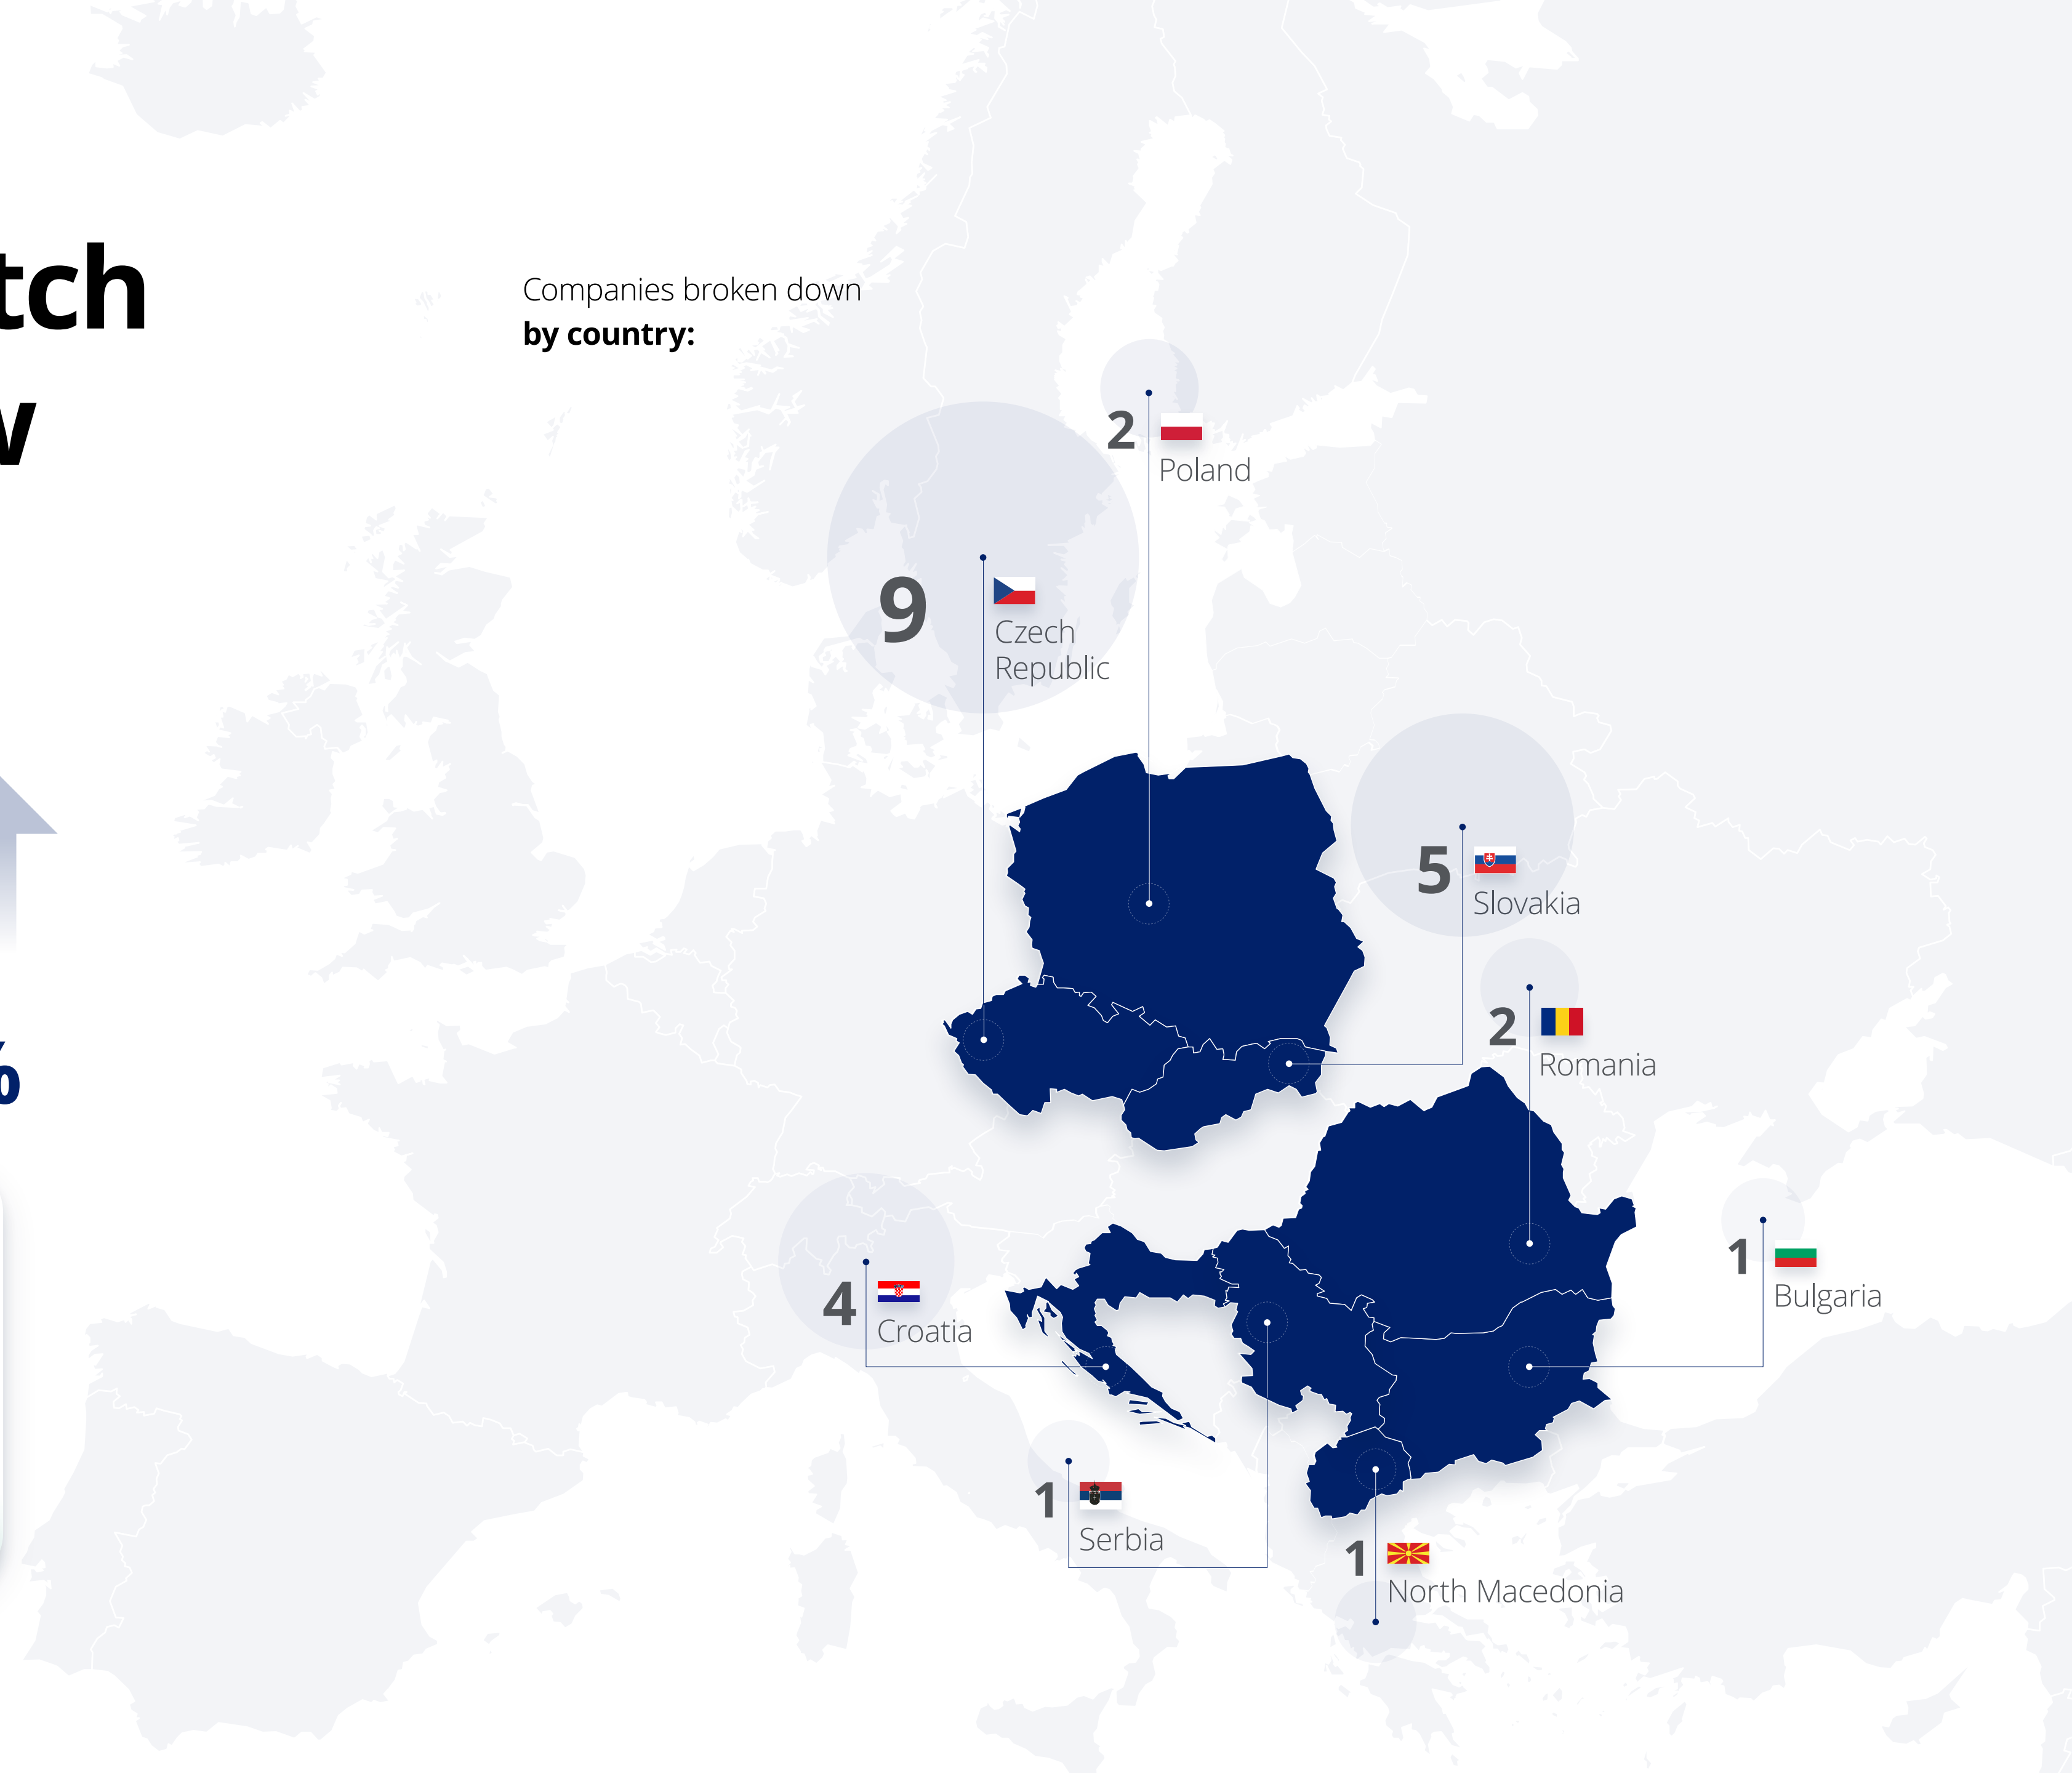 tch
w
%
Companies broken down
by country:
2
Poland
9
Czech
Republic
5
Slovakia
2
Romania
1
Bulgaria
4
Croatia
1
Serbia
1
North Macedonia